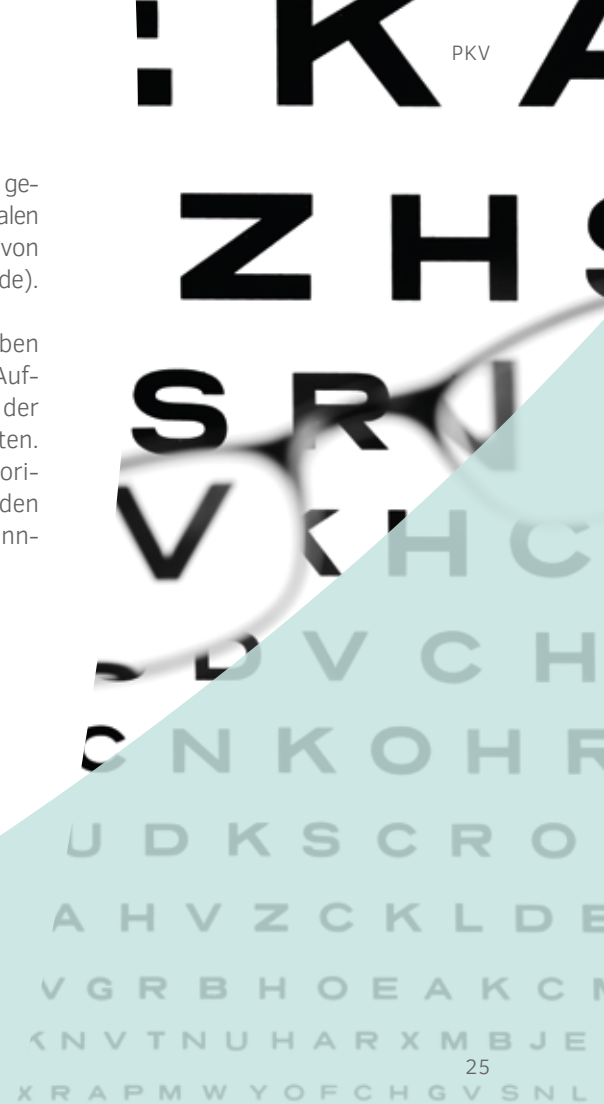 PKV
ge-
alen
von
de).
ben
Auf-
der
ten.
ori-
den
nn-
: K A
Z H S
S R
V K H C
D V C H
C N K O H R
U D K S C R O
A H V Z C K L D E
V G R B H O E A K C M
K N V T N U H A R X M B J E
X R A P M W Y O F C H G V S N L
25